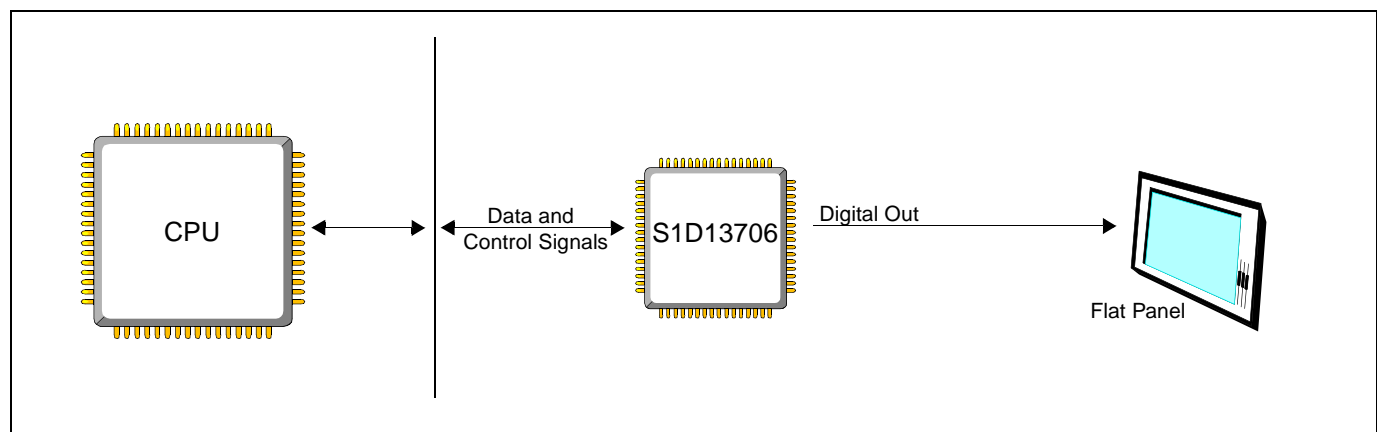 CPU
Data and
Control Signals
S1D13706
Digital Out
Flat Panel